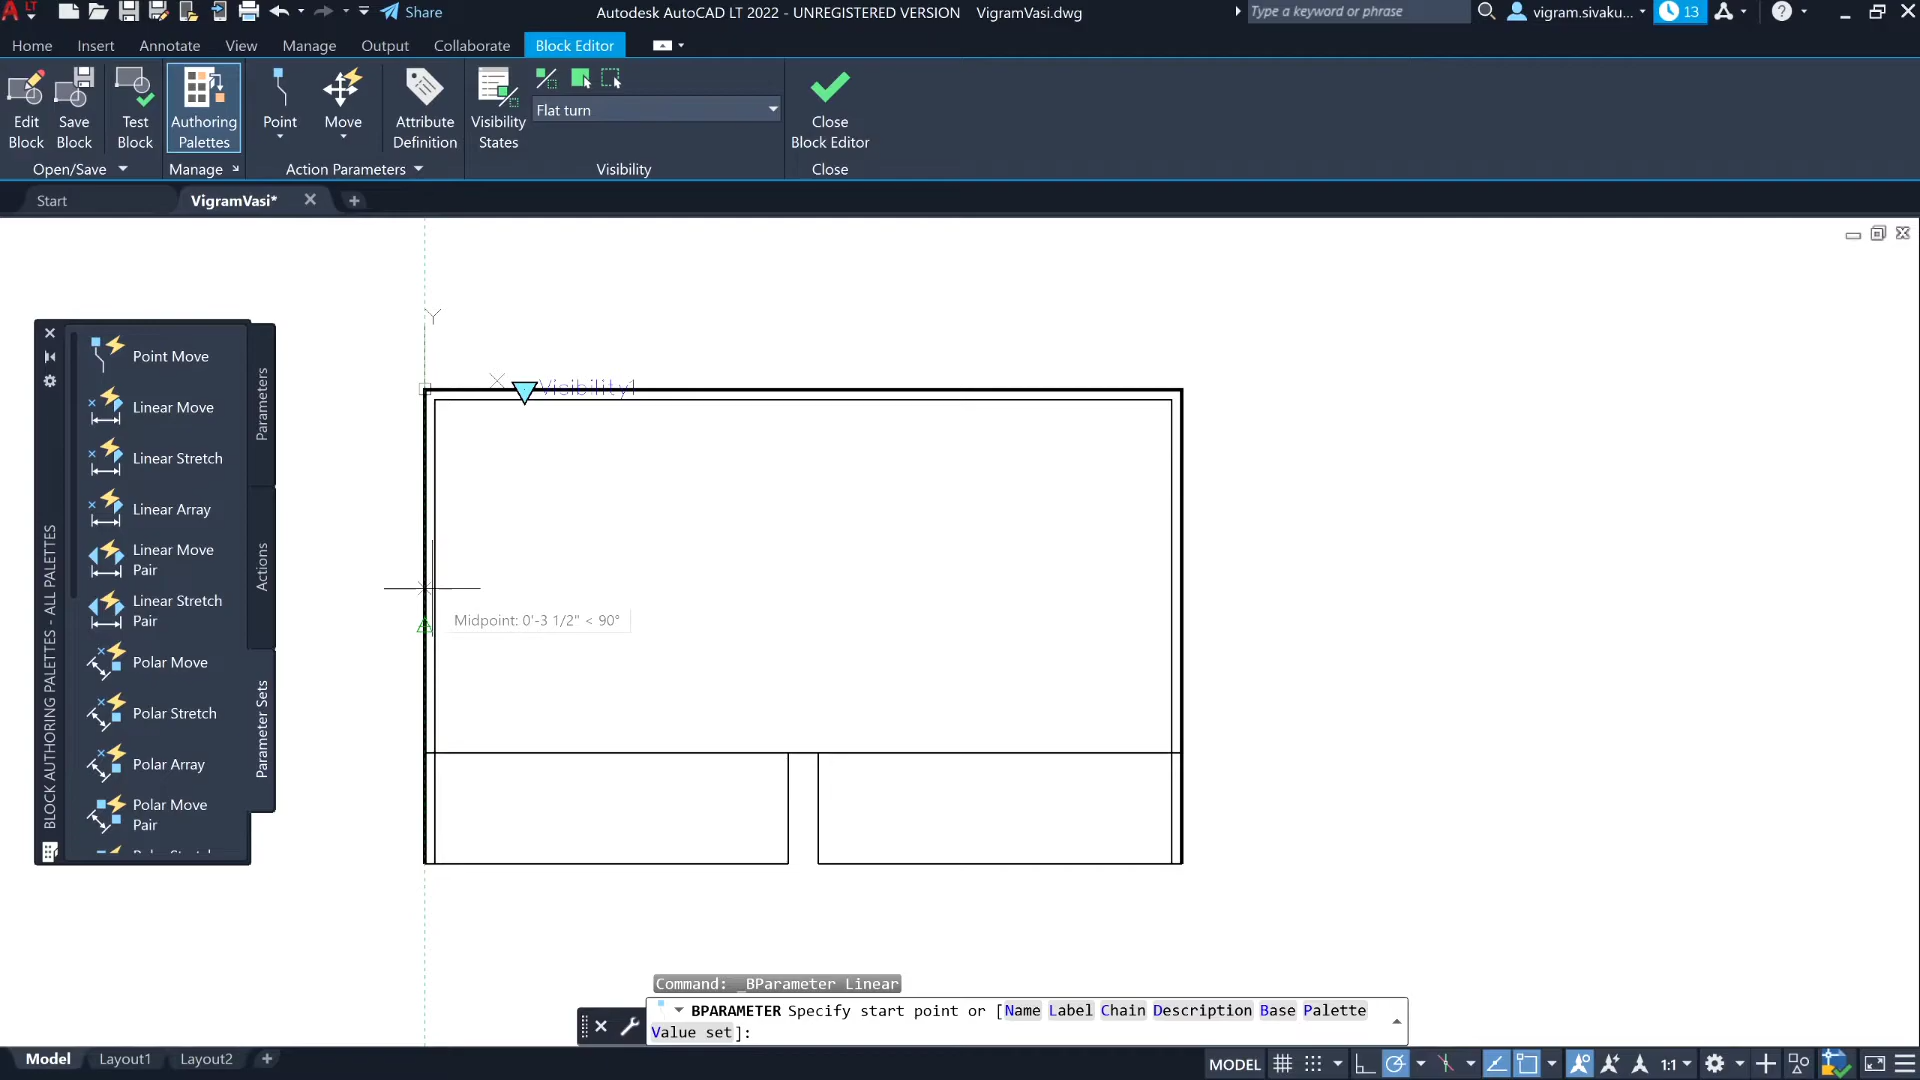 LT
Share
Autodesk AutoCAD LT 2022 - UNREGISTERED VERSION VigramVasi.dwg
Type a keyword or phrase
vigram.sivaku...
13
Home Insert Annotate View Manage Output Collaborate Block Editor
Edit Block
Save Block
Test Block
Authoring Palettes
Point
Move
Attribute Definition
Visibility States
Flat turn
Close Block Editor
Open/Save
Manage
Action Parameters
Visibility
Close
Start
VigramVasi*
Y
X
Visibility1
Point Move
Linear Move
Linear Stretch
Linear Array
Linear Move
Pair
Linear Stretch
Pair
Polar Move
Polar Stretch
Polar Array
Polar Move
Pair
Parameters
Actions
Parameter Sets
BLOCK AUTHORING PALETTES - ALL PALETTES
Midpoint: 0'-3 1/2" < 90°
Command: _BParameter Linear
BPARAMETER Specify start point or [Name Label Chain Description Base Palette
Value set]:
Model Layout1 Layout2
MODEL
1:1